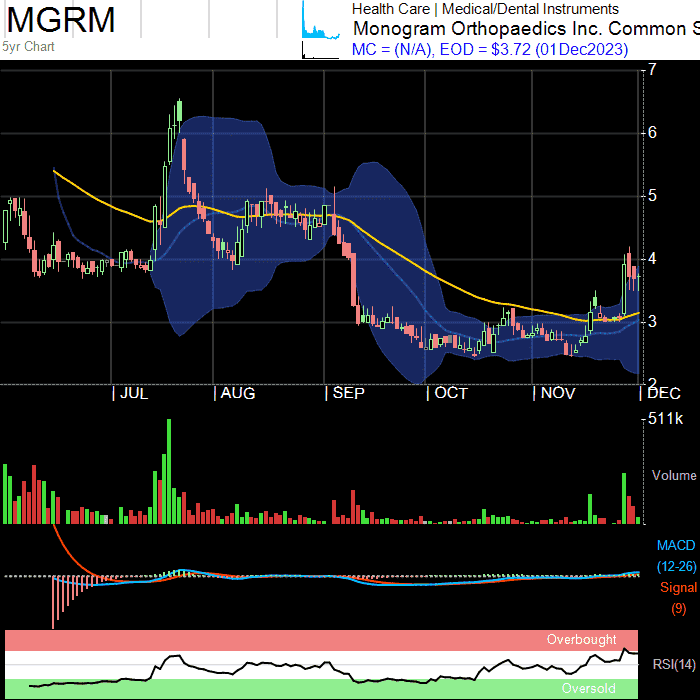 MGRM
5yr Chart
Health Care | Medical/Dental Instruments
Monogram Orthopaedics Inc. Common S
MC = (N/A), EOD = $3.72 (01Dec2023)
7
6
5
4
3
2
JUL AUG SEP OCT NOV DEC
511k
Volume
MACD
(12-26)
Signal
(9)
Overbought
RSI(14)
Oversold